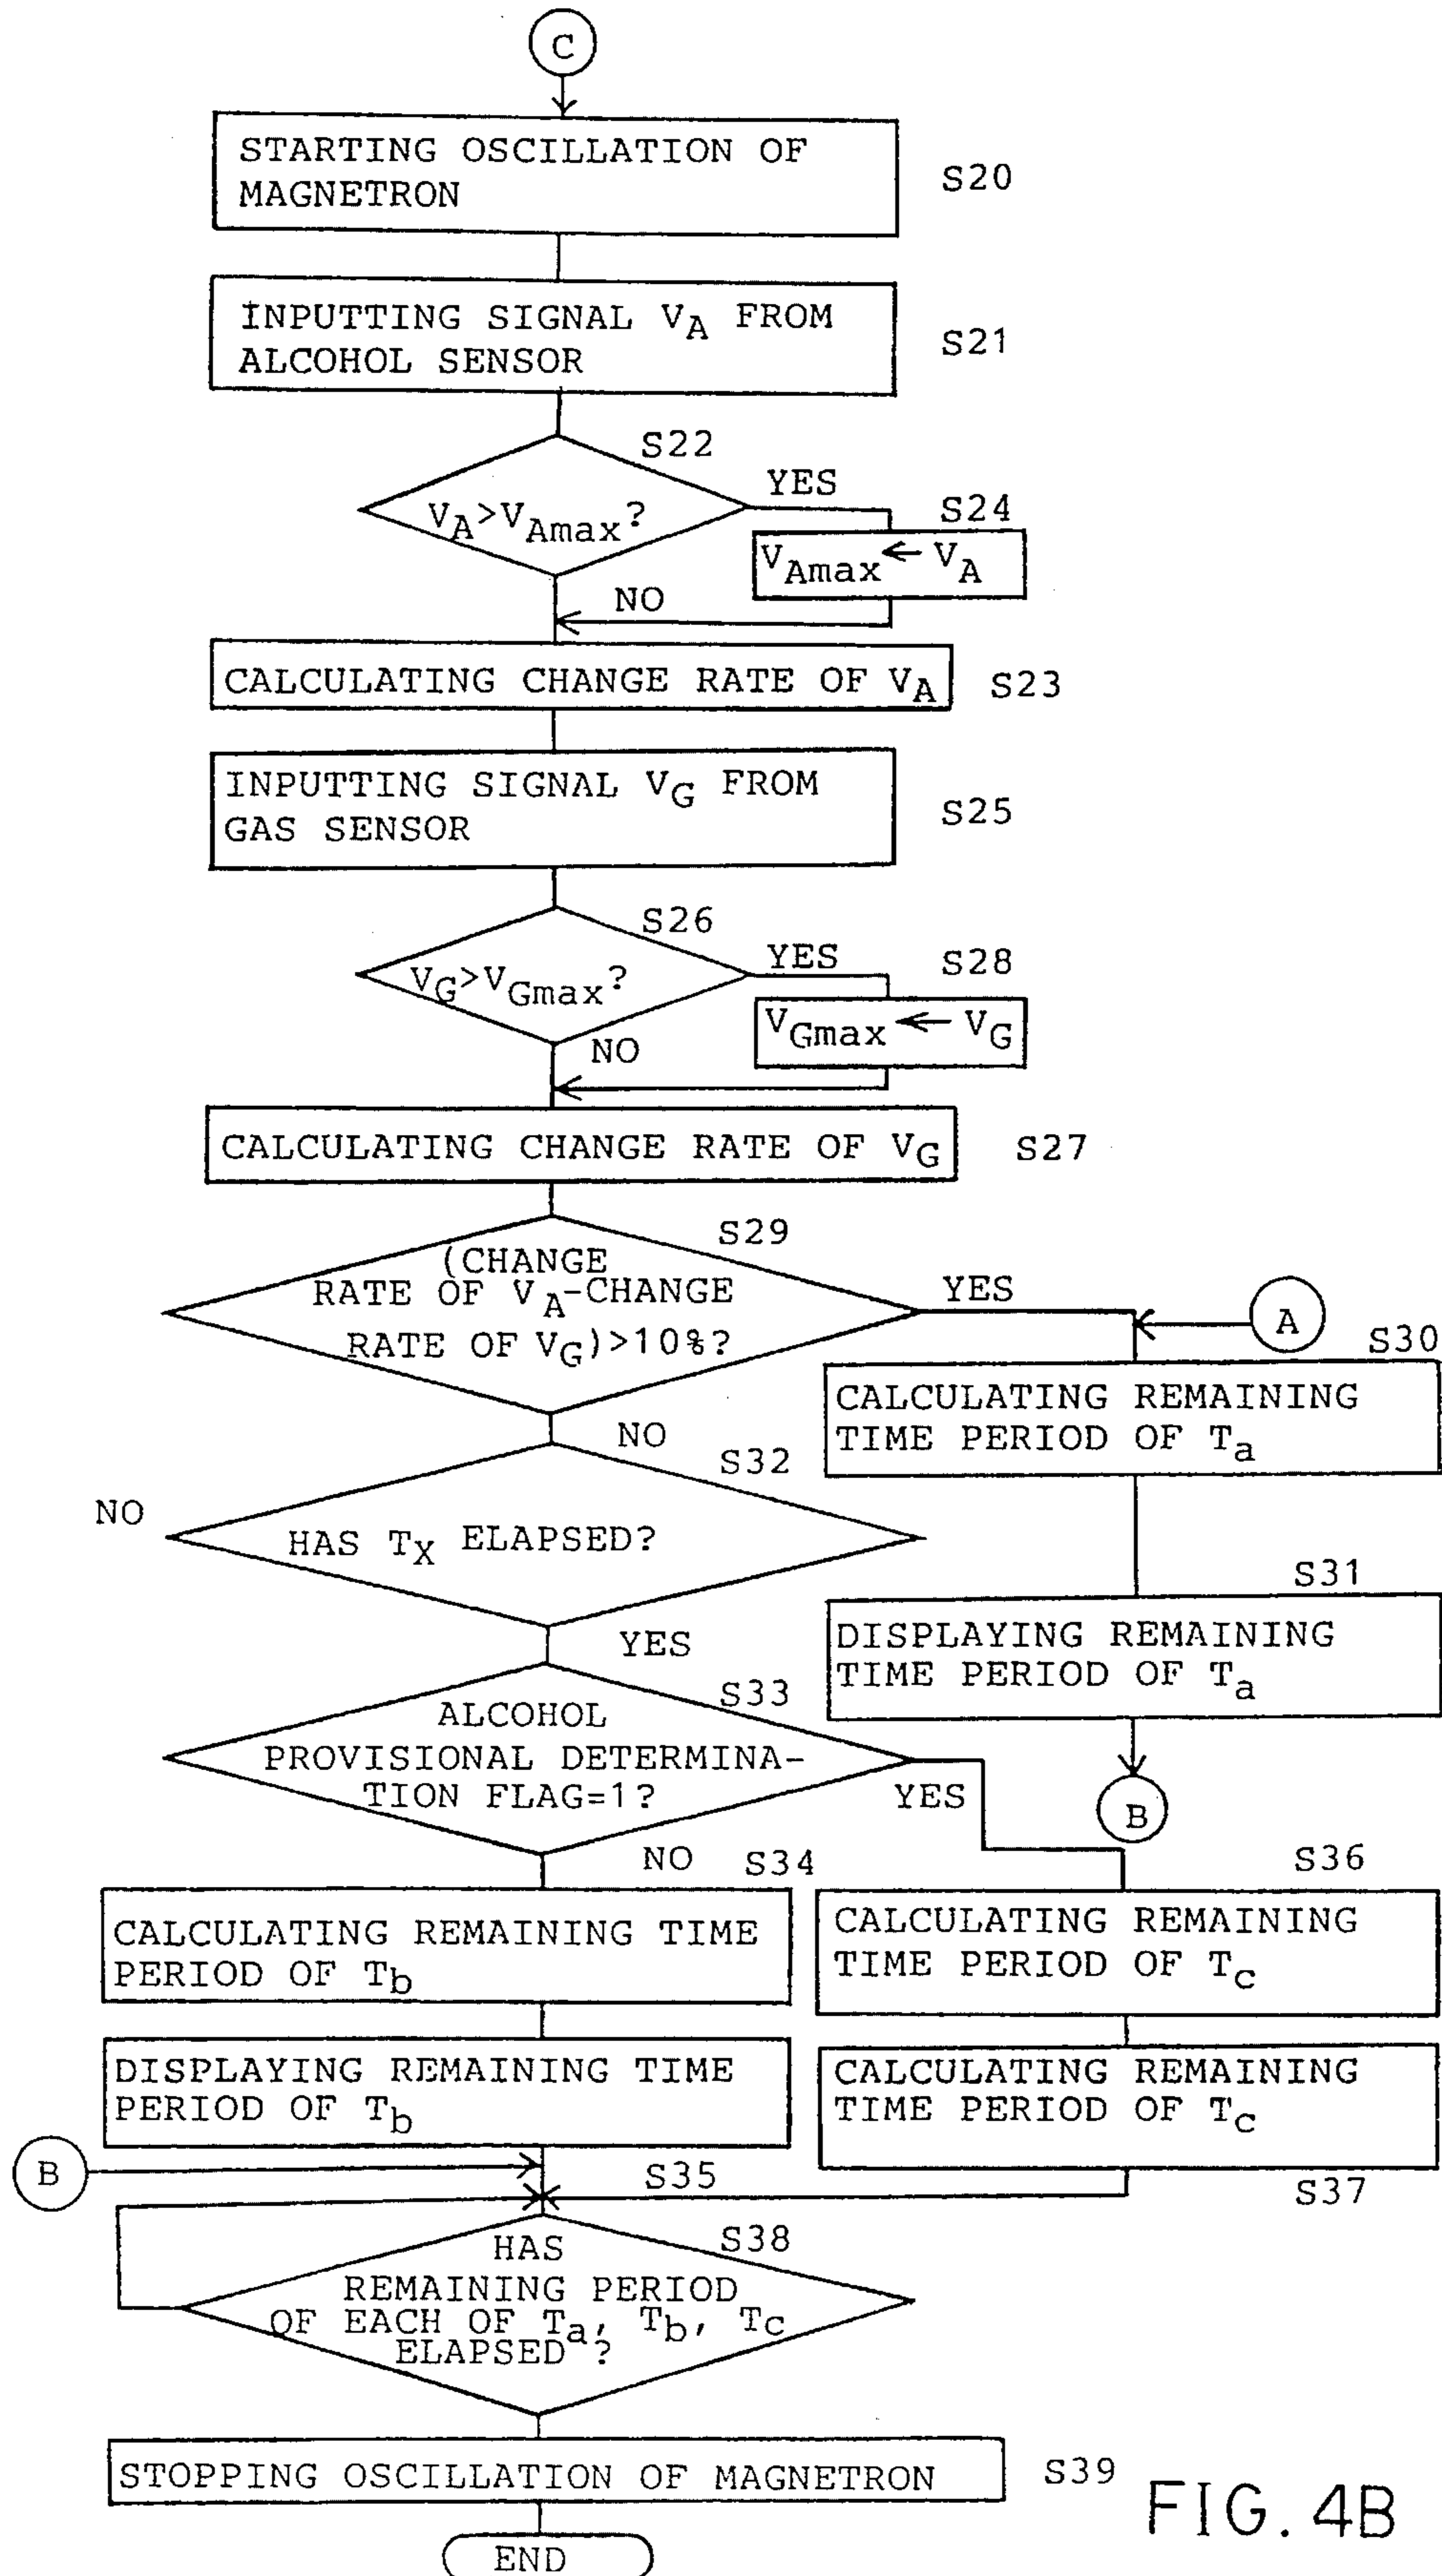 C
STARTING OSCILLATION OF
MAGNETRON
S20
INPUTTING SIGNAL VA FROM
ALCOHOL SENSOR
S21
S22
VA>VAmax?
YES
S24
VAmax ← VA
NO
CALCULATING CHANGE RATE OF VA
S23
INPUTTING SIGNAL VG FROM
GAS SENSOR
S25
S26
VG>VGmax?
YES
S28
VGmax ← VG
NO
CALCULATING CHANGE RATE OF VG
S27
S29
(CHANGE
RATE OF VA-CHANGE
RATE OF VG)>10%?
YES
A
S30
CALCULATING REMAINING
TIME PERIOD OF Ta
NO
S32
NO
HAS TX ELAPSED?
S31
DISPLAYING REMAINING
TIME PERIOD OF Ta
YES
B
S33
ALCOHOL
PROVISIONAL DETERMINA-
TION FLAG=1?
YES
NO
S34
CALCULATING REMAINING TIME
PERIOD OF Tb
S36
CALCULATING REMAINING
TIME PERIOD OF Tc
DISPLAYING REMAINING TIME
PERIOD OF Tb
CALCULATING REMAINING
TIME PERIOD OF Tc
B
S35
S37
S38
HAS
REMAINING PERIOD
OF EACH OF Ta, Tb, Tc
ELAPSED?
STOPPING OSCILLATION OF MAGNETRON
S39
END
FIG. 4B